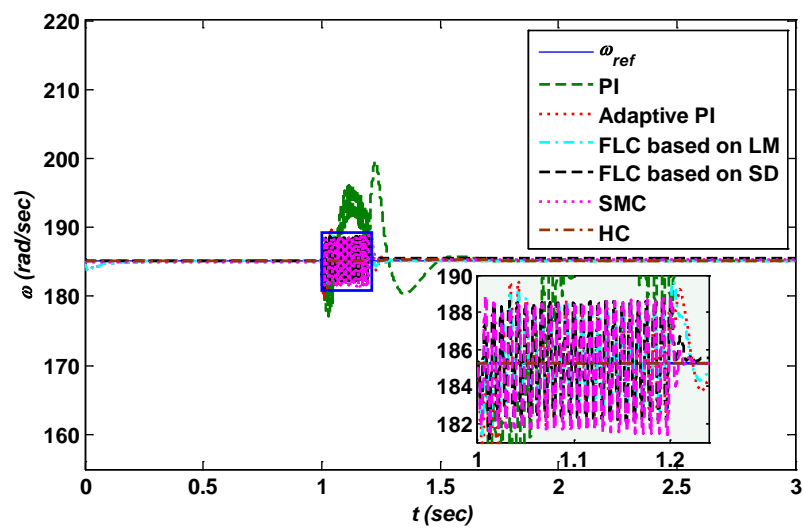 220
210
200
190
180
170
160
ω (rad/sec)
ω ref
PI
Adaptive PI
FLC based on LM
FLC based on SD
SMC
HC
190
188
186
184
182
1
1.1
1.2
0
0.5
1
1.5
2
2.5
3
t (sec)